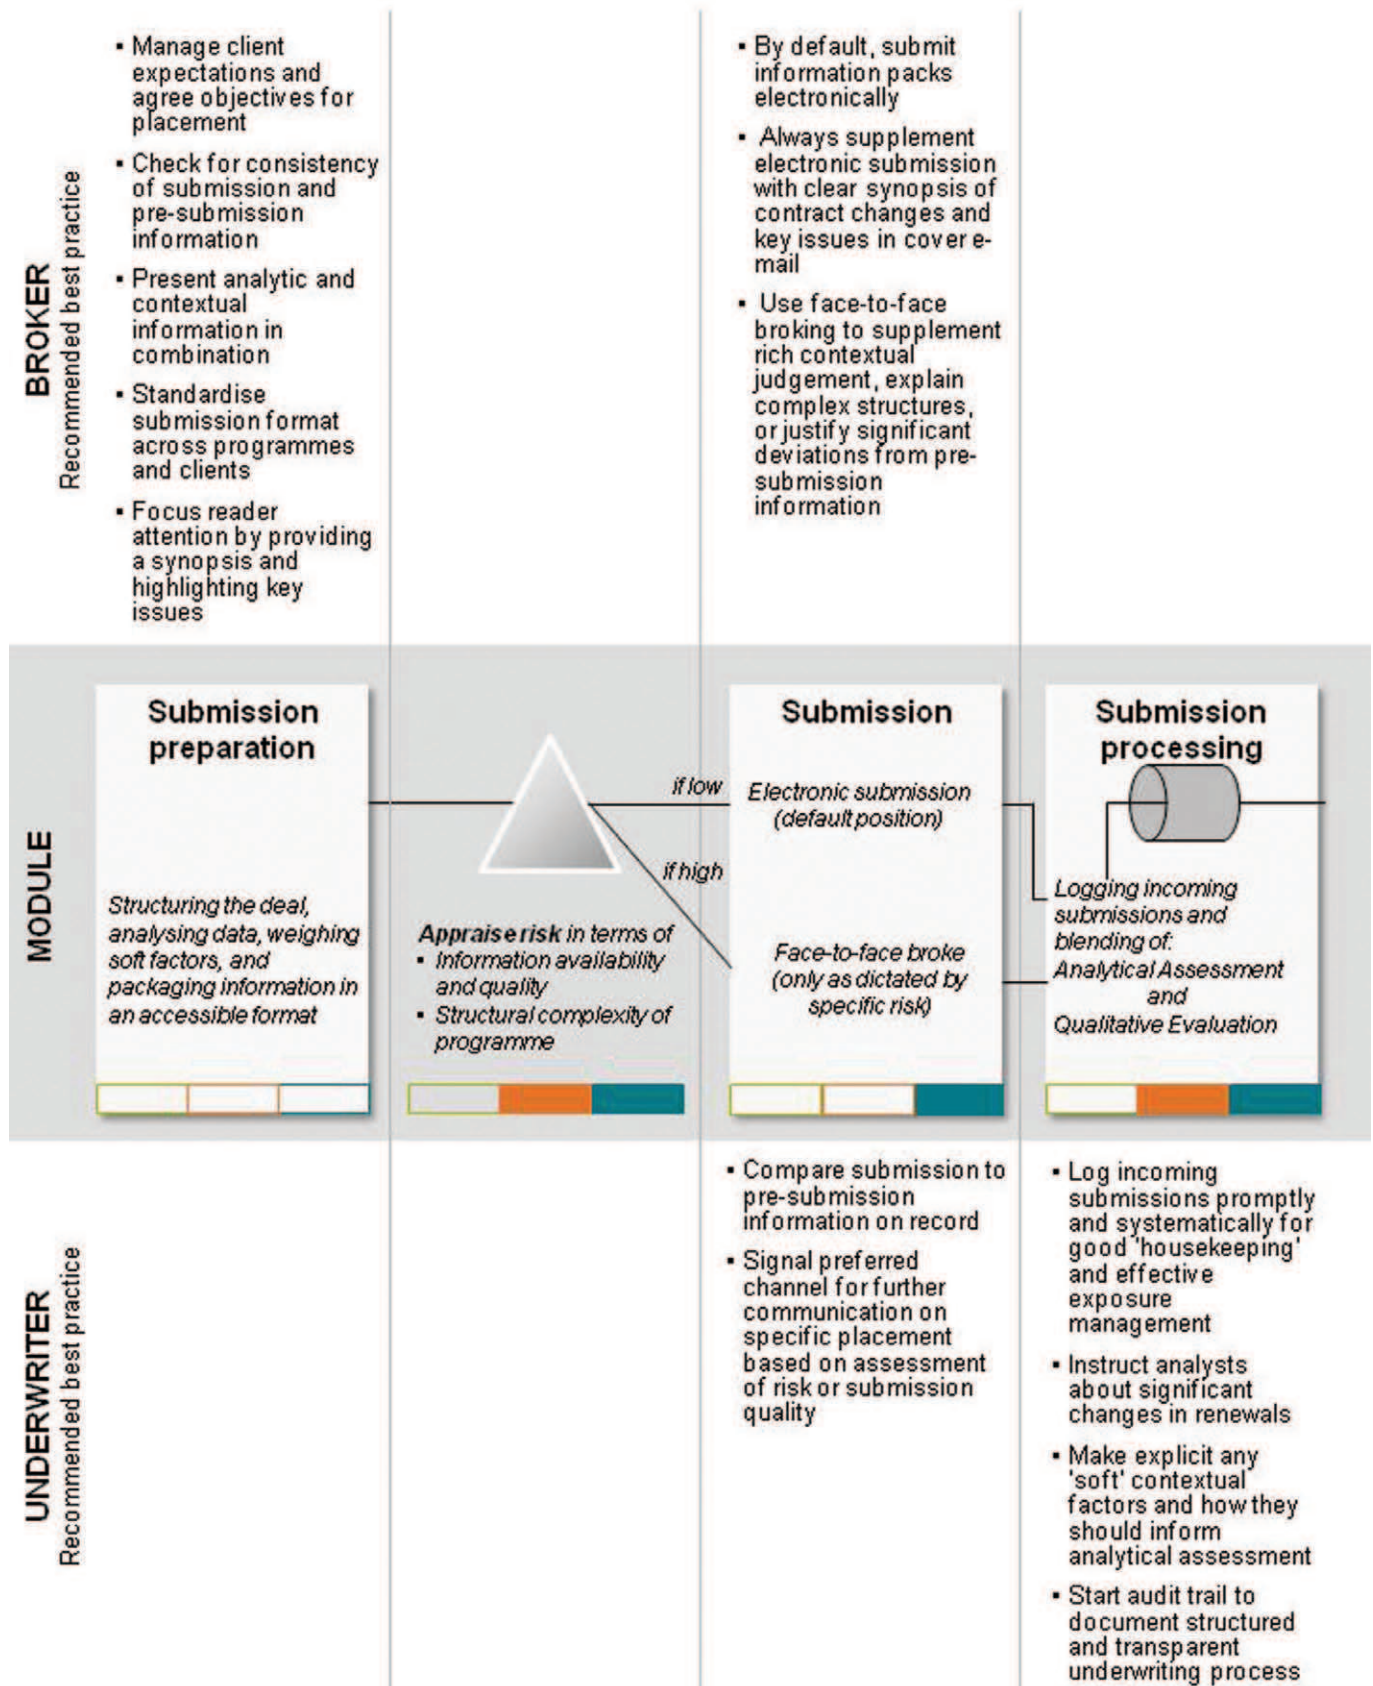 BROKER
Recommended best practice
▪ Manage client
expectations and
agree objectives for
placement
▪ Check for consistency
of submission and
pre-submission
information
▪ Present analytic and
contextual
information in
combination
▪ Standardise
submission format
across programmes
and clients
▪ Focus reader
attention by providing
a synopsis and
highlighting key
issues
▪ By default, submit
information packs
electronically
▪ Always supplement
electronic submission
with clear synopsis of
contract changes and
key issues in cover e-
mail
▪ Use face-to-face
broking to supplement
rich contextual
judgement, explain
complex structures,
or justify significant
deviations from pre-
submission
information
MODULE
Submission
preparation
Structuring the deal,
analysing data, weighing
soft factors, and
packaging information in
an accessible format
Appraise risk in terms of
▪ Information availability
and quality
▪ Structural complexity of
programme
if low
if high
Submission
Electronic submission
(default position)
Face-to-face broke
(only as dictated by
specific risk)
Submission
processing
Logging incoming
submissions and
blending of:
Analytical Assessment
and
Qualitative Evaluation
UNDERWRITER
Recommended best practice
▪ Compare submission to
pre-submission
information on record
▪ Signal preferred
channel for further
communication on
specific placement
based on assessment
of risk or submission
quality
▪ Log incoming
submissions promptly
and systematically for
good 'housekeeping'
and effective
exposure
management
▪ Instruct analysts
about significant
changes in renewals
▪ Make explicit any
'soft' contextual
factors and how they
should inform
analytical assessment
▪ Start audit trail to
document structured
and transparent
underwriting process